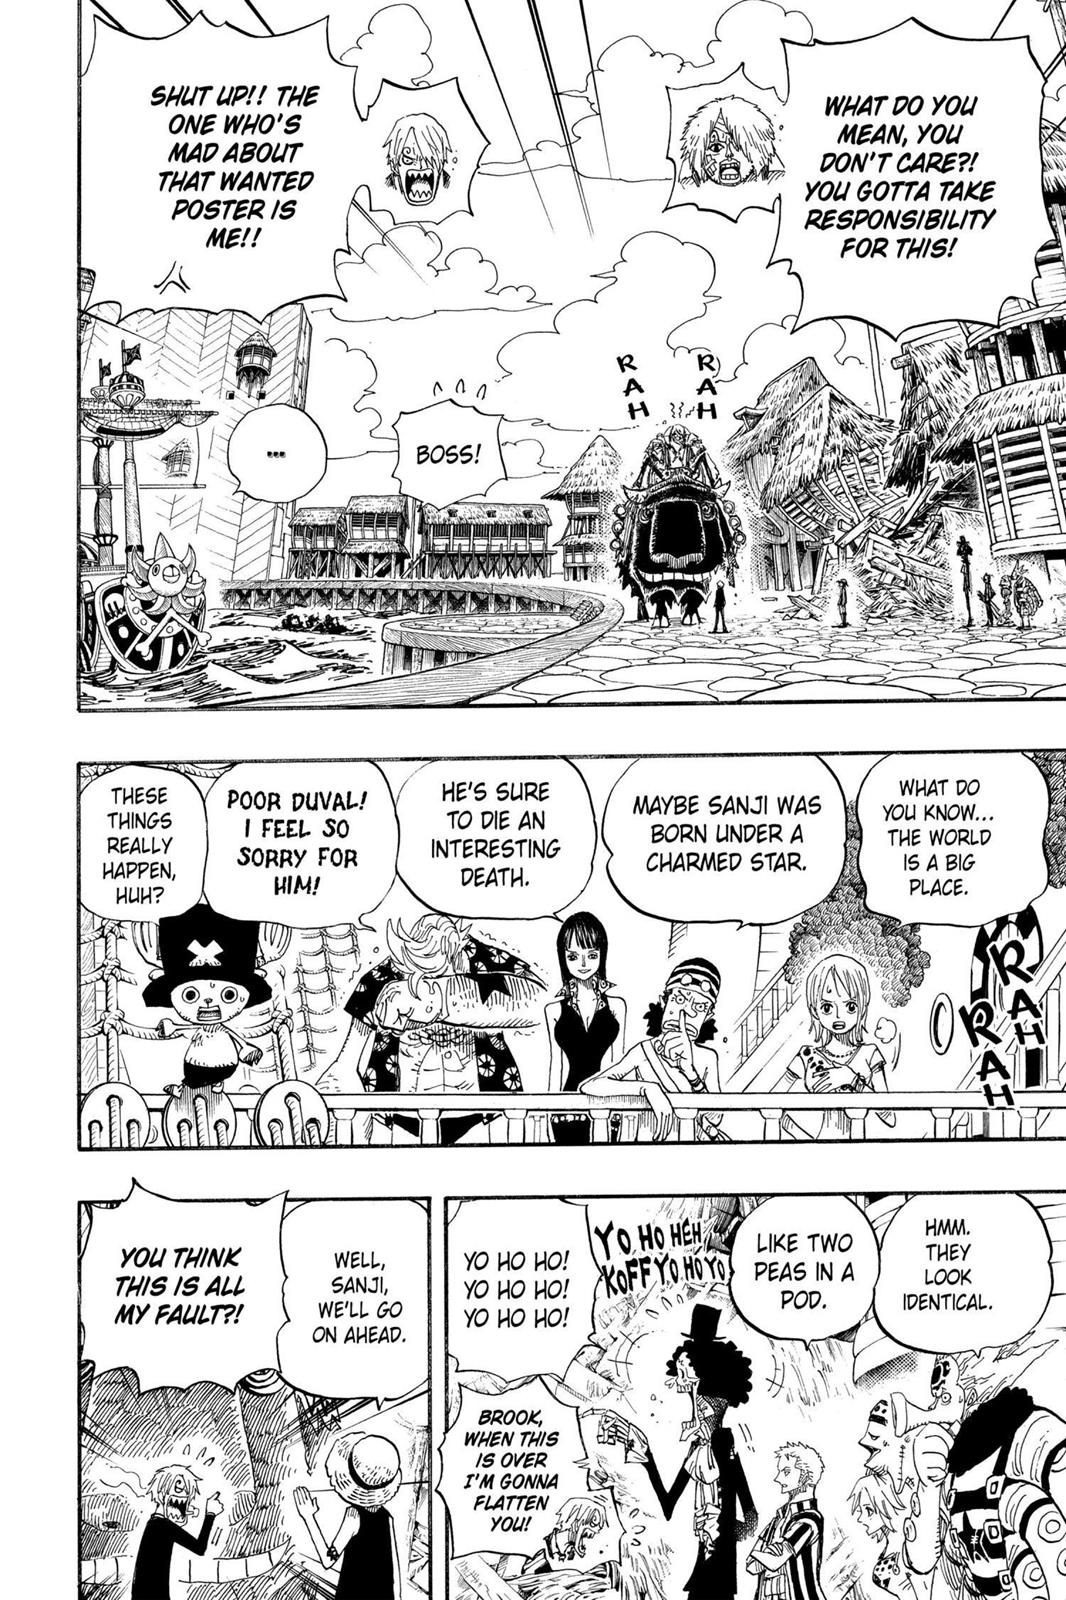 WHAT DO YOU
MEAN, YOU
DON'T CARE?!
YOU GOTTA TAKE
RESPONSIBILITY
FOR THIS!
SHUT UP!! THE
ONE WHO'S
MAD ABOUT
THAT WANTED
POSTER IS
ME!!
RAH
RAH
BOSS!
...
WHAT DO
YOU KNOW...
THE WORLD
IS A BIG
PLACE.
MAYBE SANJI WAS
BORN UNDER A
CHARMED STAR.
HE'S SURE
TO DIE AN
INTERESTING
DEATH.
POOR DUVAL!
I FEEL SO
SORRY FOR
HIM!
THESE
THINGS
REALLY
HAPPEN,
HUH?
RAH
RAH
HMM.
THEY
LOOK
IDENTICAL.
LIKE TWO
PEAS IN A
POD.
YO HO HEH
KOFF YO HO YO
YO HO HO!
YO HO HO!
YO HO HO!
BROOK,
WHEN THIS
IS OVER
I'M GONNA
FLATTEN
YOU!
WELL,
SANJI,
WE'LL GO
ON AHEAD.
YOU THINK
THIS IS ALL
MY FAULT?!